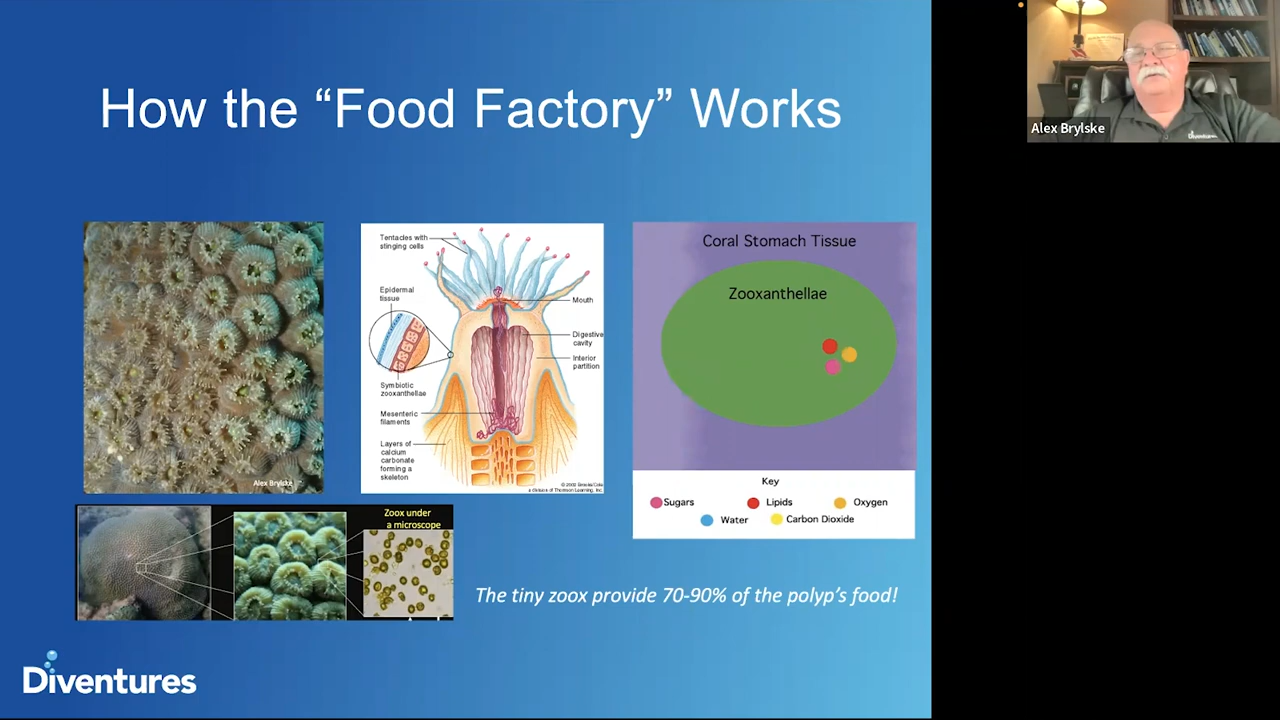 How the “Food Factory” Works
Alex Brylske
Alex Brylske
Tentacles with
stinging cells
Epidermal
tissue
Symbiotic
zooxanthellae
Mesenteric
filaments
Layers of
calcium
carbonate
forming a
skeleton
Mouth
Digestive
cavity
Interior
partition
Coral Stomach Tissue
Zooxanthellae
Key
Sugars
Lipids
Oxygen
Water
Carbon Dioxide
Zoox under
a microscope
The tiny zoox provide 70-90% of the polyp’s food!
Diventures